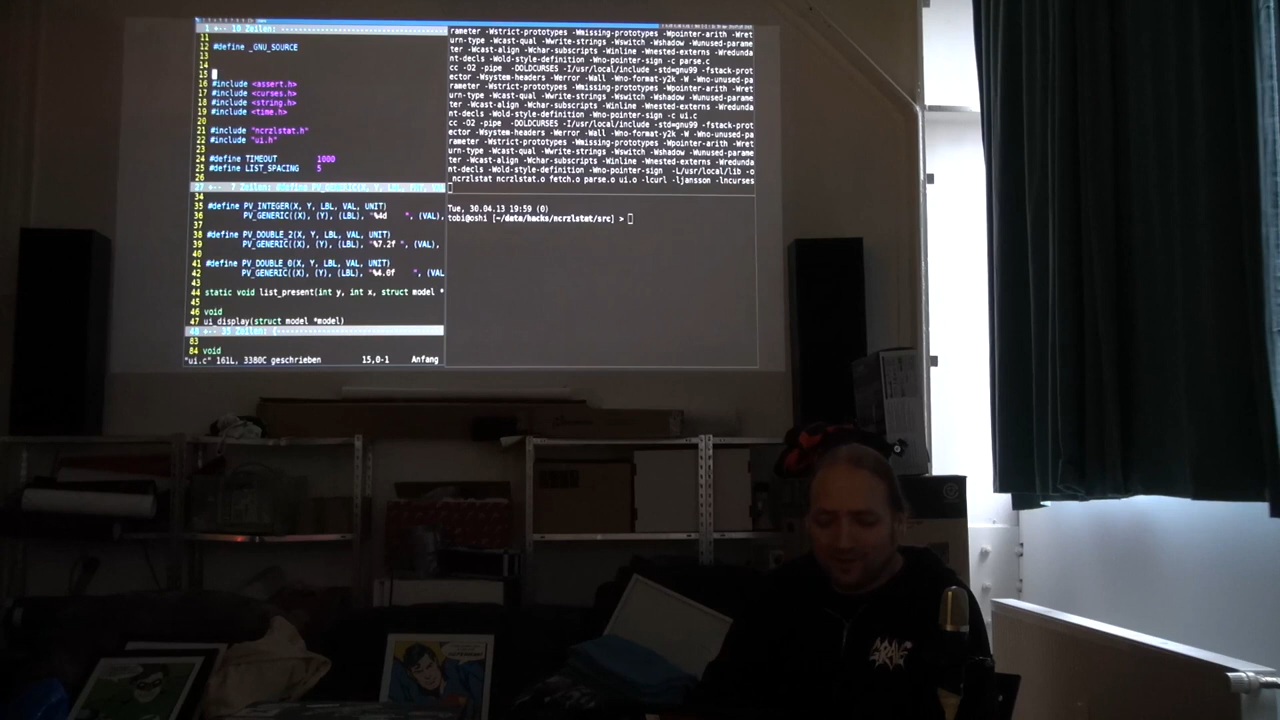 1 +-- 10 Zeilen: ----------------------------
11
12 #define _GNU_SOURCE
13
14
15
16 #include <assert.h>
17 #include <curses.h>
18 #include <string.h>
19 #include <time.h>
20
21 #include "ncrzlstat.h"
22 #include "ui.h"
23
24 #define TIMEOUT 1000
25 #define LIST_SPACING 5
26
27 +-- 7 Zeilen: #define PV_GENERIC(X, Y, LBL, FMT, VAL
34
35 #define PV_INTEGER(X, Y, LBL, VAL, UNIT)
36 PV_GENERIC((X), (Y), (LBL), "%4d ", (VAL),
37
38 #define PV_DOUBLE_2(X, Y, LBL, VAL, UNIT)
39 PV_GENERIC((X), (Y), (LBL), "%7.2f ", (VAL),
40
41 #define PV_DOUBLE_0(X, Y, LBL, VAL, UNIT)
42 PV_GENERIC((X), (Y), (LBL), "%4.0f ", (VAL
43
44 static void list_present(int y, int x, struct model *
45
46 void
47 ui_display(struct model *model)
48 +-- 35 Zeilen: {----------------------------
83
84 void
"ui.c" 161L, 3380C geschrieben 15,0-1 Anfang
rameter -Wstrict-prototypes -Wmissing-prototypes -Wpointer-arith -Wret
urn-type -Wcast-qual -Wwrite-strings -Wswitch -Wshadow -Wunused-parame
ter -Wcast-align -Wchar-subscripts -Winline -Wnested-externs -Wredunda
nt-decls -Wold-style-definition -Wno-pointer-sign -c parse.c
cc -O2 -pipe -DOLDCURSES -I/usr/local/include -std=gnu99 -fstack-prot
ector -Wsystem-headers -Werror -Wall -Wno-format-y2k -W -Wno-unused-pa
rameter -Wstrict-prototypes -Wmissing-prototypes -Wpointer-arith -Wret
urn-type -Wcast-qual -Wwrite-strings -Wswitch -Wshadow -Wunused-parame
ter -Wcast-align -Wchar-subscripts -Winline -Wnested-externs -Wredunda
nt-decls -Wold-style-definition -Wno-pointer-sign -c ui.c
cc -O2 -pipe -DOLDCURSES -I/usr/local/include -std=gnu99 -fstack-prot
ector -Wsystem-headers -Werror -Wall -Wno-format-y2k -W -Wno-unused-pa
rameter -Wstrict-prototypes -Wmissing-prototypes -Wpointer-arith -Wret
urn-type -Wcast-qual -Wwrite-strings -Wswitch -Wshadow -Wunused-parame
ter -Wcast-align -Wchar-subscripts -Winline -Wnested-externs -Wredunda
nt-decls -Wold-style-definition -Wno-pointer-sign -L/usr/local/lib -o
ncrzlstat ncrzlstat.o fetch.o parse.o ui.o -lcurl -ljansson -lncurses
Tue, 30.04.13 19:59 (0)
tobi@oshi [~/data/hacks/ncrzlstat/src] >